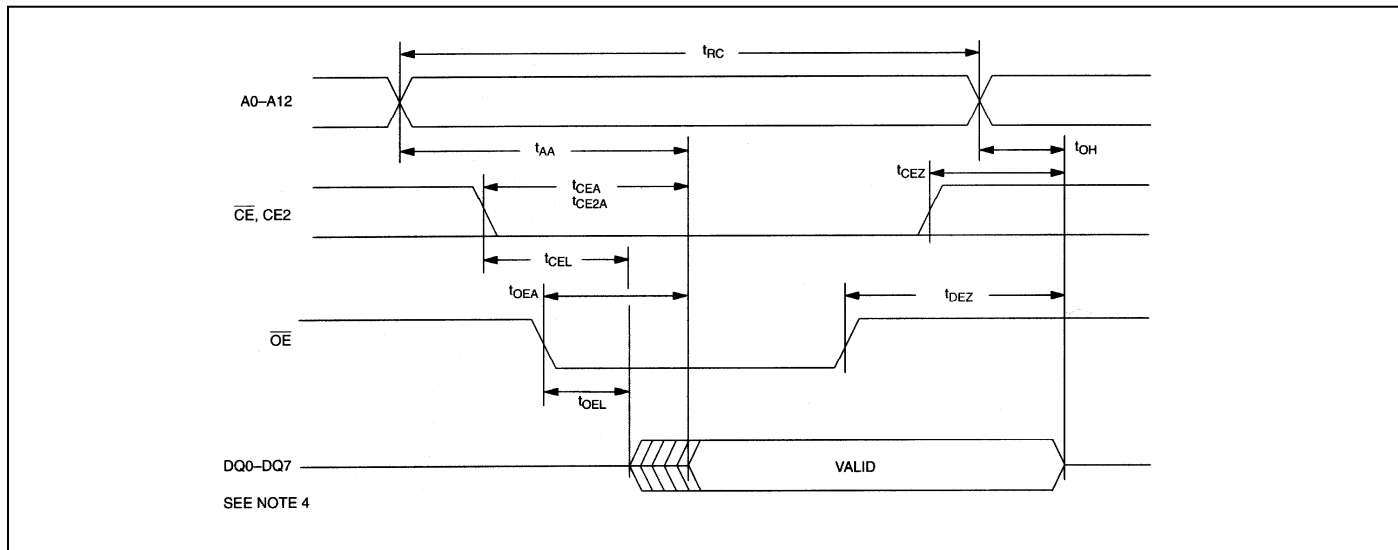 tRC
A0–A12
tAA
tOH
tCEZ
tCEA
tCE2A
CE, CE2
tCEL
tOEA
tDEZ
OE
tOEL
DQ0–DQ7
VALID
SEE NOTE 4